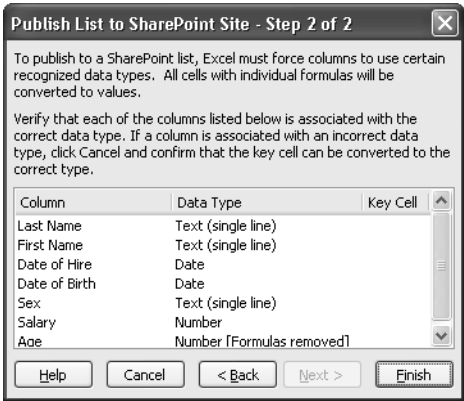 Publish List to SharePoint Site - Step 2 of 2
To publish to a SharePoint list, Excel must force columns to use certain
recognized data types. All cells with individual formulas will be
converted to values.
Verify that each of the columns listed below is associated with the
correct data type. If a column is associated with an incorrect data
type, click Cancel and confirm that the key cell can be converted to the
correct type.
Column Data Type Key Cell
Last Name Text (single line)
First Name Text (single line)
Date of Hire Date
Date of Birth Date
Sex Text (single line)
Salary Number
Age Number [Formulas removed]
Help Cancel < Back Next > Finish